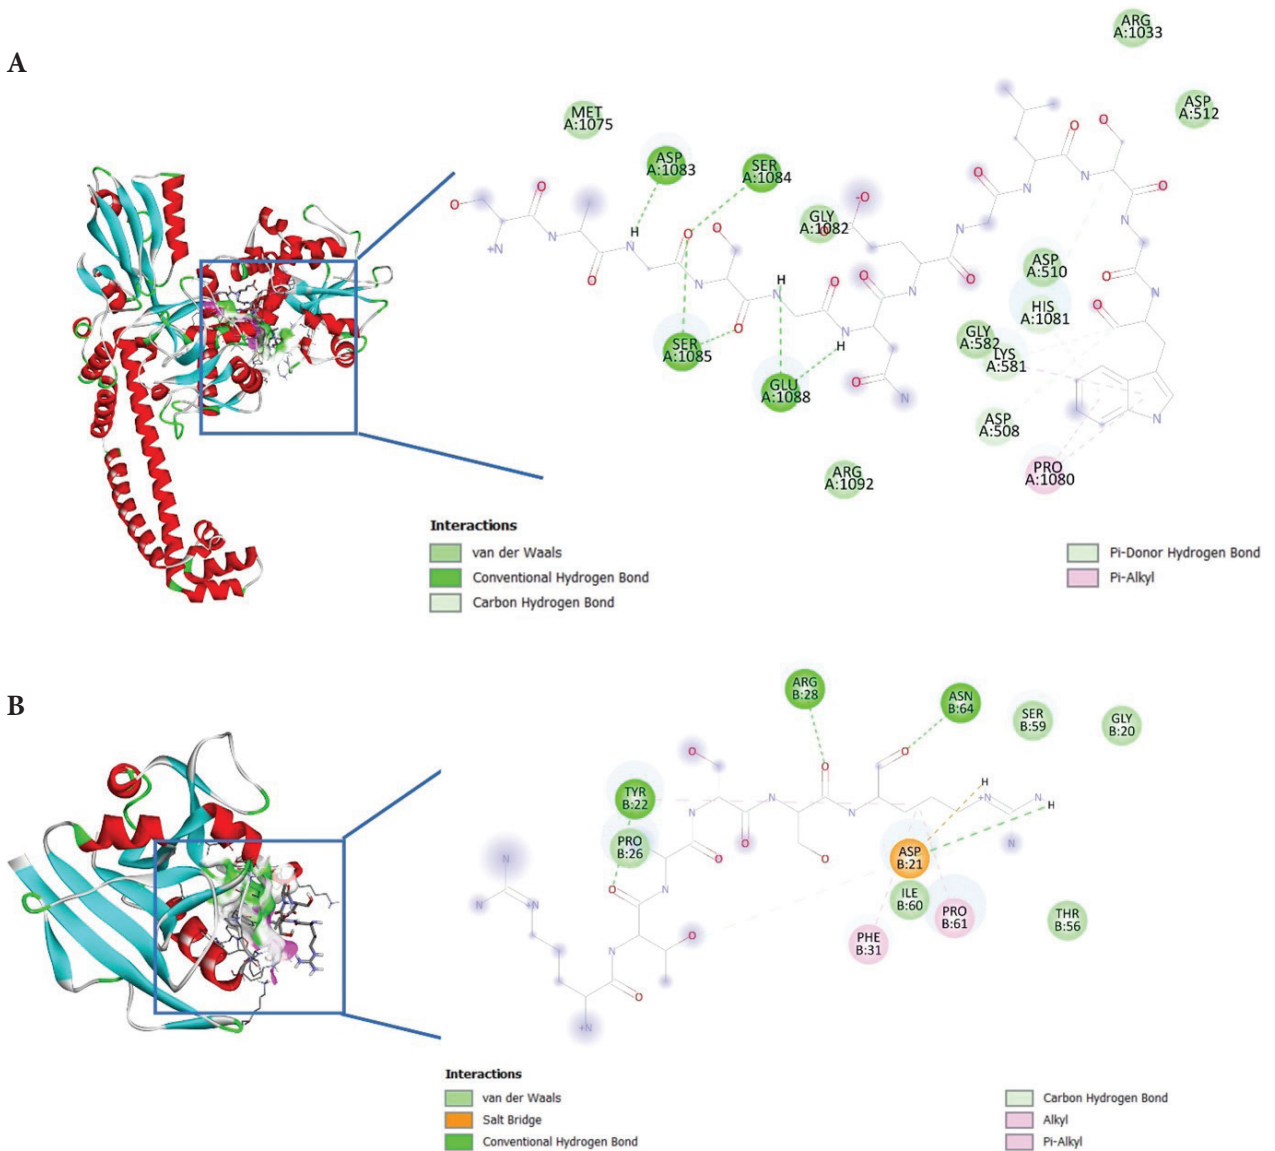 A
ARG
A:1033
ASP
A:512
MET
A:1075
ASP
A:1083
SER
A:1084
GLY
A:1082
ASP
A:510
HIS
A:1081
GLY
A:582
LYS
A:581
SER
A:1085
GLU
A:1088
ASP
A:508
ARG
A:1092
PRO
A:1080
O
O
+N
N
O
H
N
O
O
N
O
H
N
O
N
H
O
O
N
-O
O
N
O
O
N
O
N
O
O
N
O
N
O
N
Interactions
van der Waals
Conventional Hydrogen Bond
Carbon Hydrogen Bond
Pi-Donor Hydrogen Bond
Pi-Alkyl
B
ARG
B:28
ASN
B:64
SER
B:59
GLY
B:20
TYR
B:22
PRO
B:26
ASP
B:21
ILE
B:60
PRO
B:61
PHE
B:31
THR
B:56
O
O
O
H
+N
N
H
N
N
N
N
O
O
O
N
N
N
O
N
N
O
N
O
+N
Interactions
van der Waals
Salt Bridge
Conventional Hydrogen Bond
Carbon Hydrogen Bond
Alkyl
Pi-Alkyl